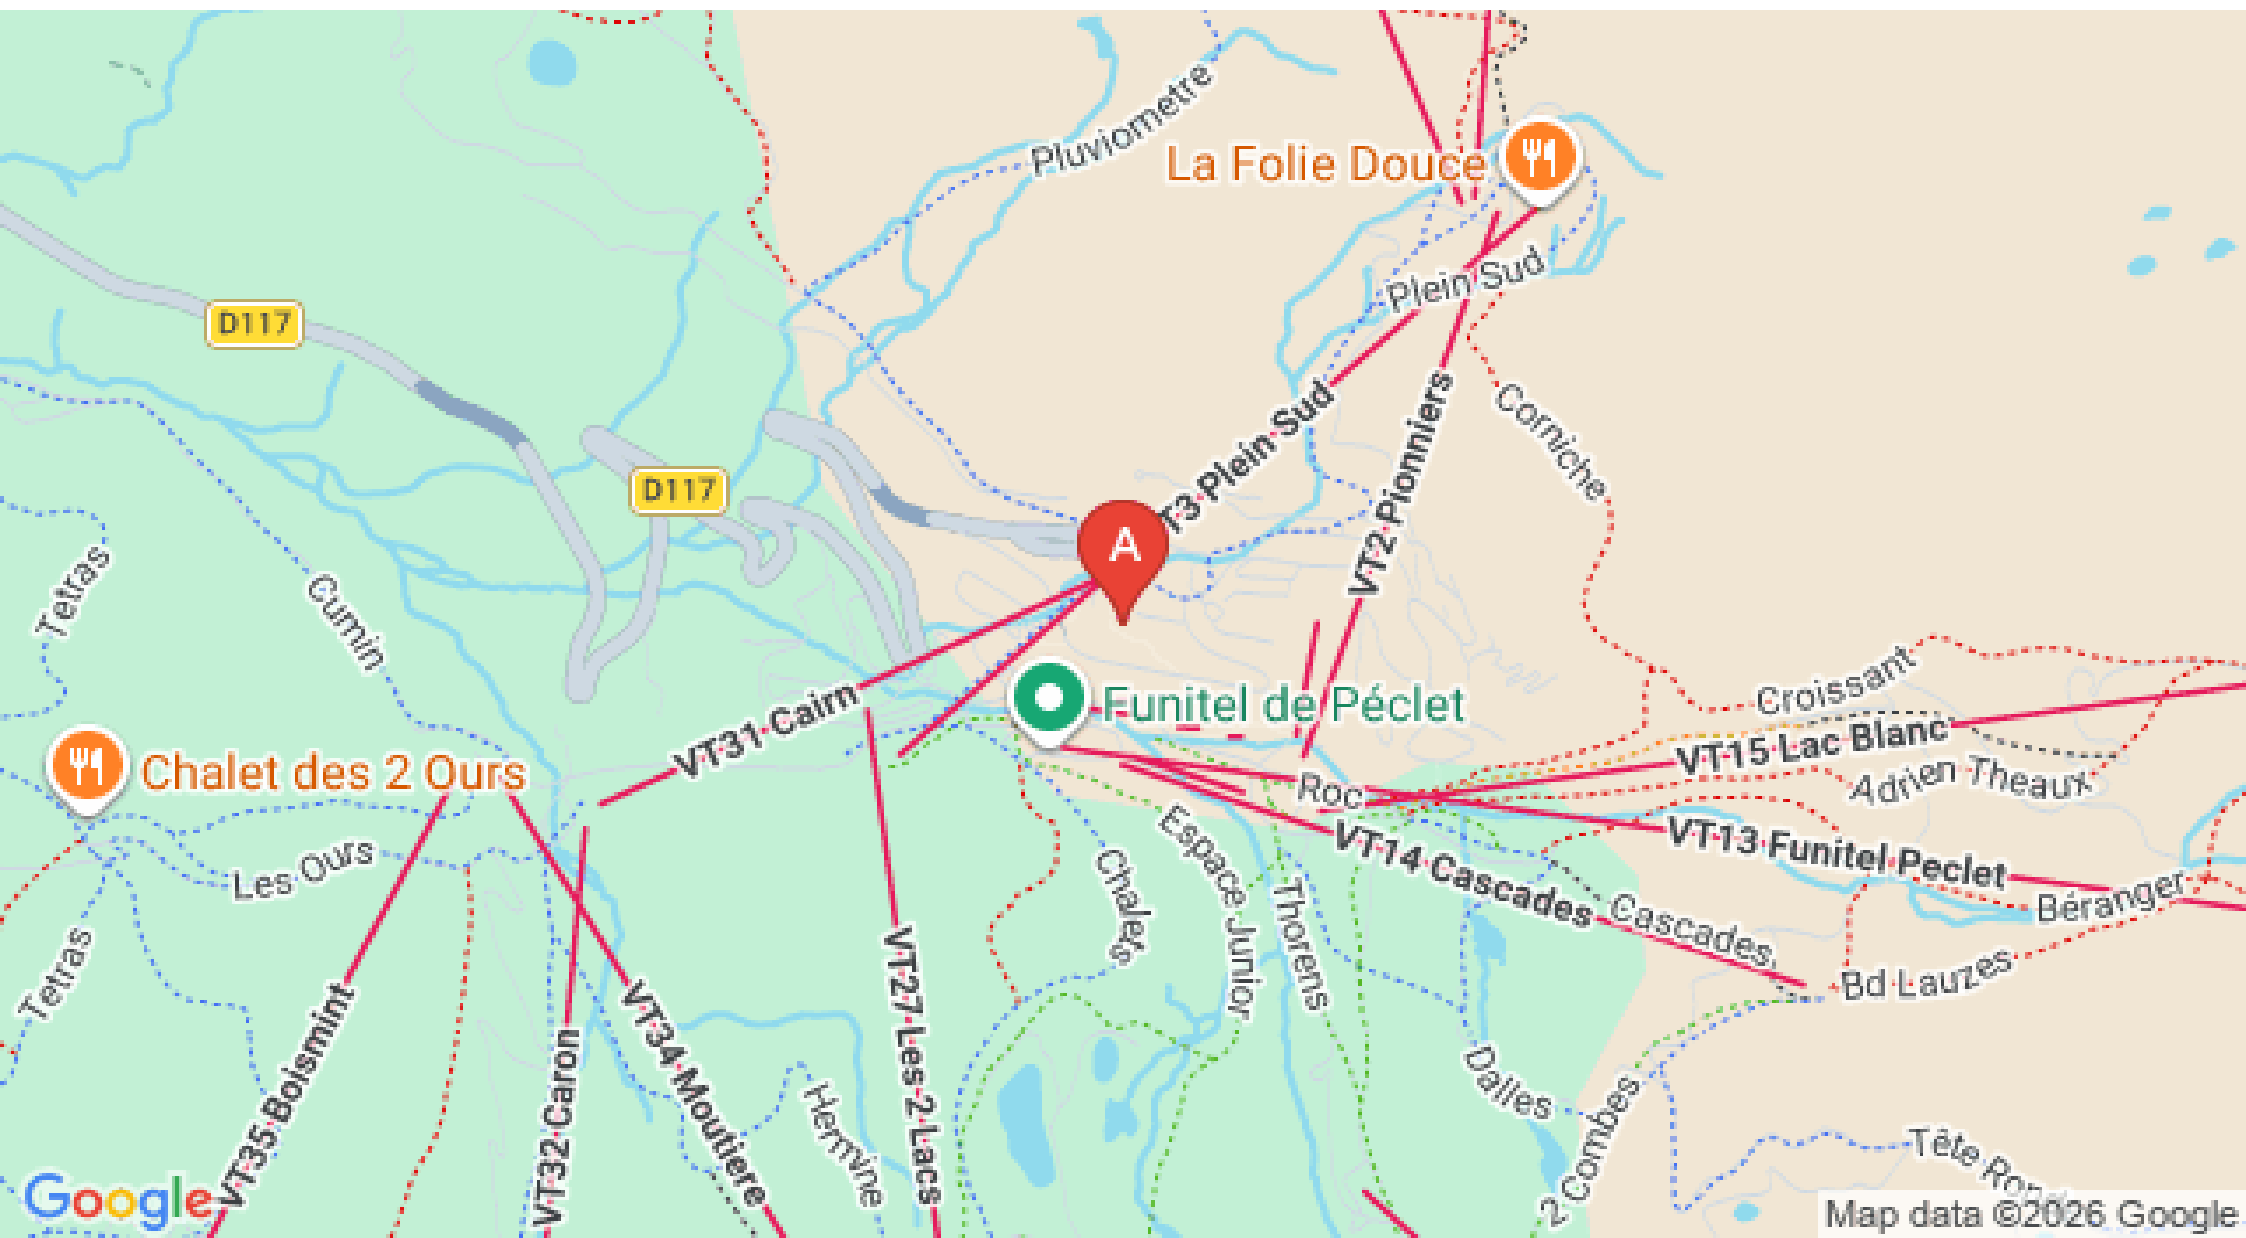 Pluviometre
La Folie Douce
Plein Sud
D117
Corniche
T3 Plein Sud
VT2 Pionniers
D117
A
Tetras
Cumin
Croissant
Funitel de Péclet
VT31 Cairn
VT15 Lac Blanc
Chalet des 2 Ours
Adrien Theaux
Roc
VT14 Cascades
VT13 Funitel Peclet
Les Ours
Espace Junior
Chalets
Thorens
Cascades
Béranger
Tetras
Bd Lauzes
VT35 Boismint
VT32 Caron
VT34 Moutiere
VT27 Les 2 Lacs
Hermine
Dalles
2 Combes
Tête
Google
Map data ©2026 Google